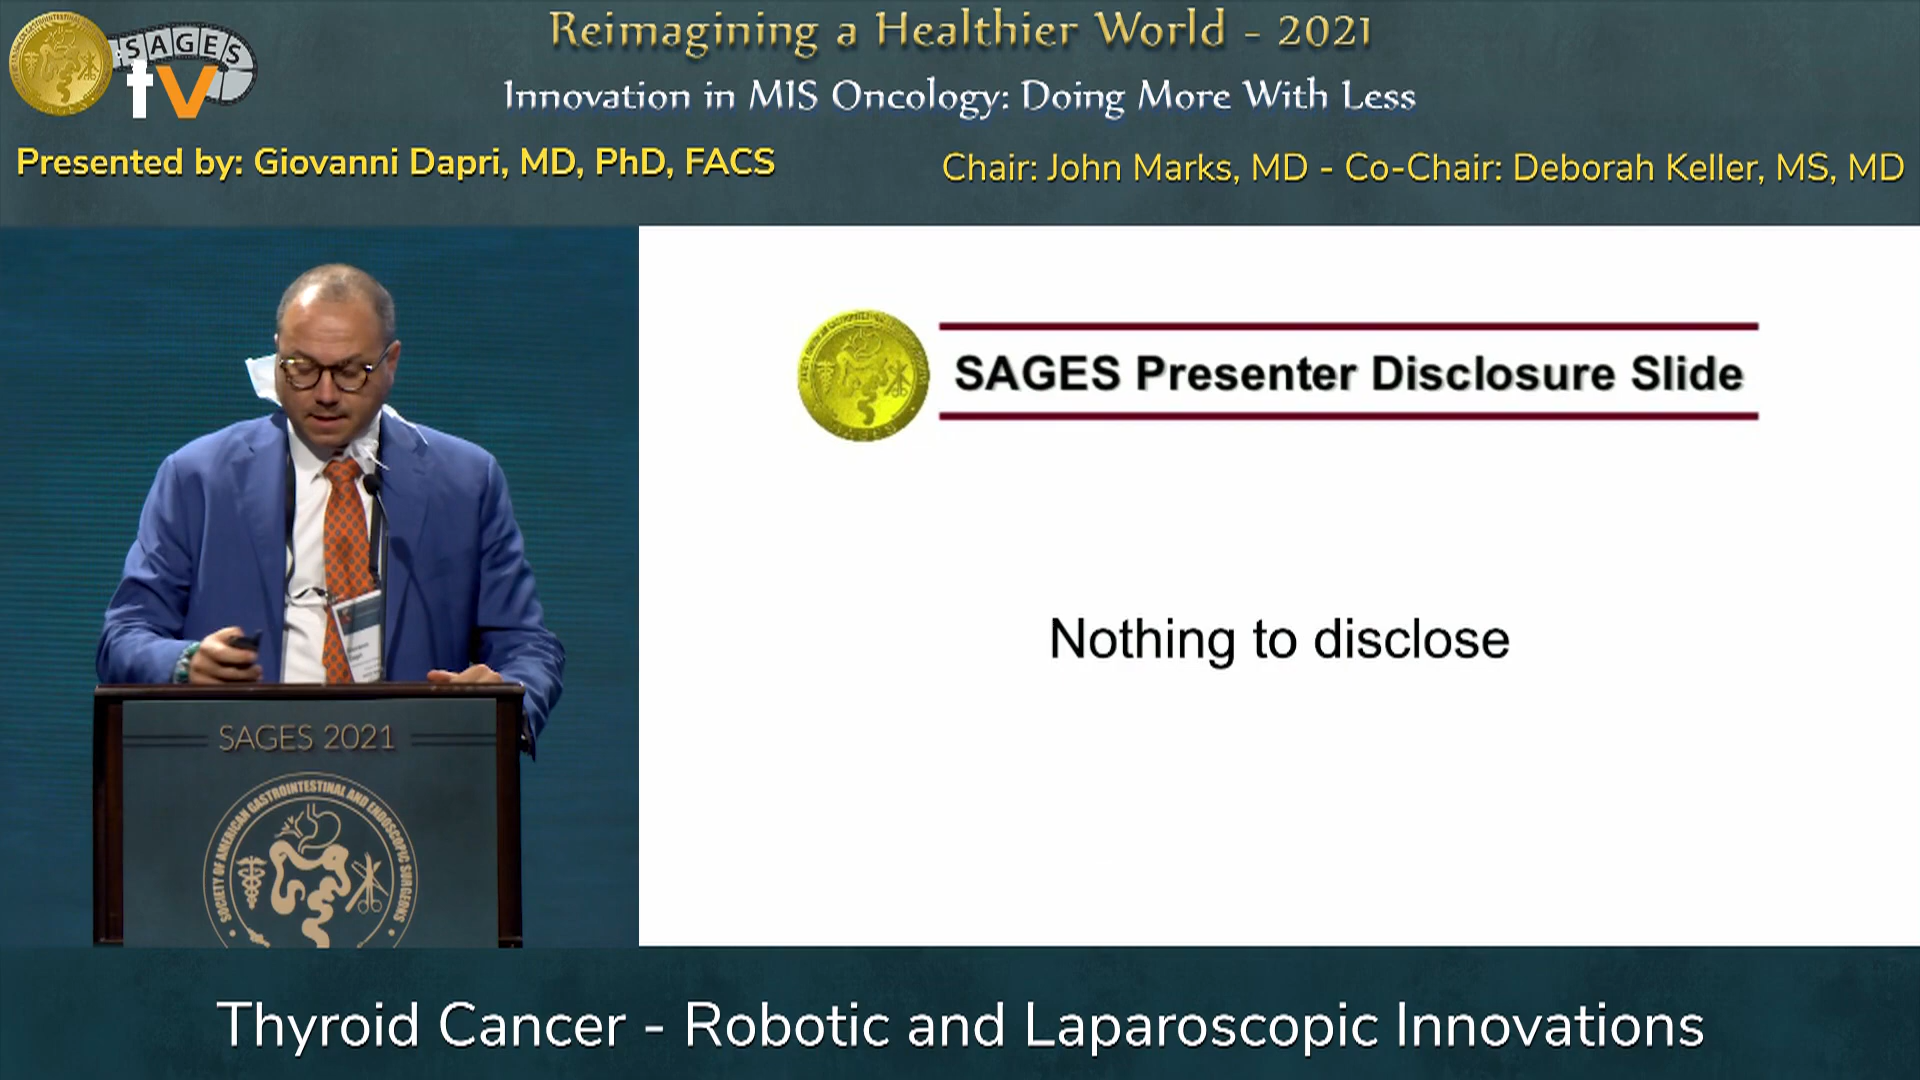 SAGES
tv
Reimagining a Healthier World - 2021
Innovation in MIS Oncology: Doing More With Less
Presented by: Giovanni Dapri, MD, PhD, FACS
Chair: John Marks, MD - Co-Chair: Deborah Keller, MS, MD
SAGES Presenter Disclosure Slide
Nothing to disclose
SAGES 2021
SOCIETY OF AMERICAN GASTROINTESTINAL AND ENDOSCOPIC SURGEONS
Thyroid Cancer - Robotic and Laparoscopic Innovations